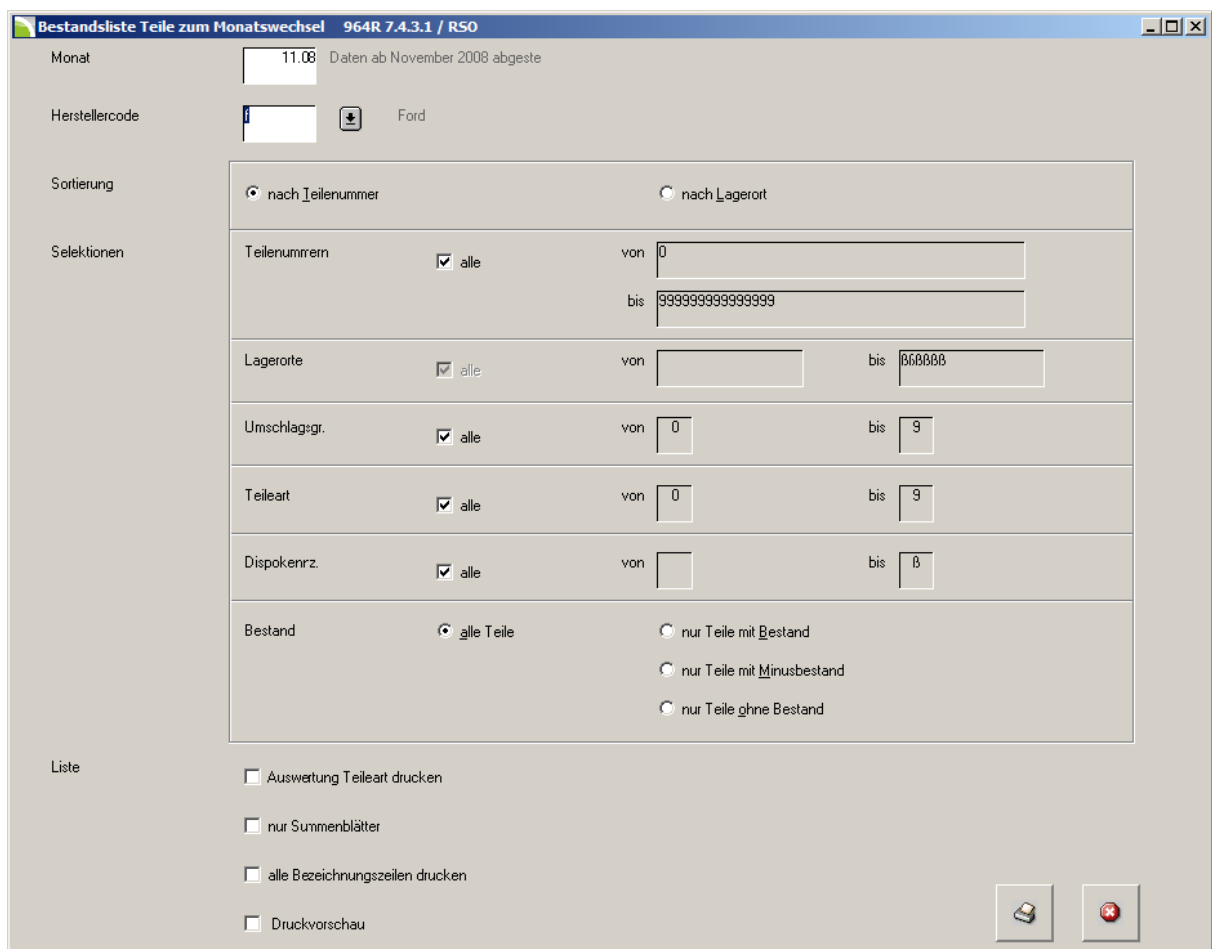 Bestandsliste Teile zum Monatswechsel 964R 7.4.3.1 / RSO
Monat 11.08 Daten ab November 2008 abgeste
Herstellercode f Ford
Sortierung nach Teilenummer nach Lagerort
Selektionen Teilenummern alle von 0
bis 999999999999999
Lagerorte alle von bis ßßßßßß
Umschlagsgr. alle von 0 bis 9
Teileart alle von 0 bis 9
Dispokenrz. alle von bis ß
Bestand alle Teile nur Teile mit Bestand
nur Teile mit Minusbestand
nur Teile ohne Bestand
Liste Auswertung Teileart drucken
nur Summenblätter
alle Bezeichnungszeilen drucken
Druckvorschau